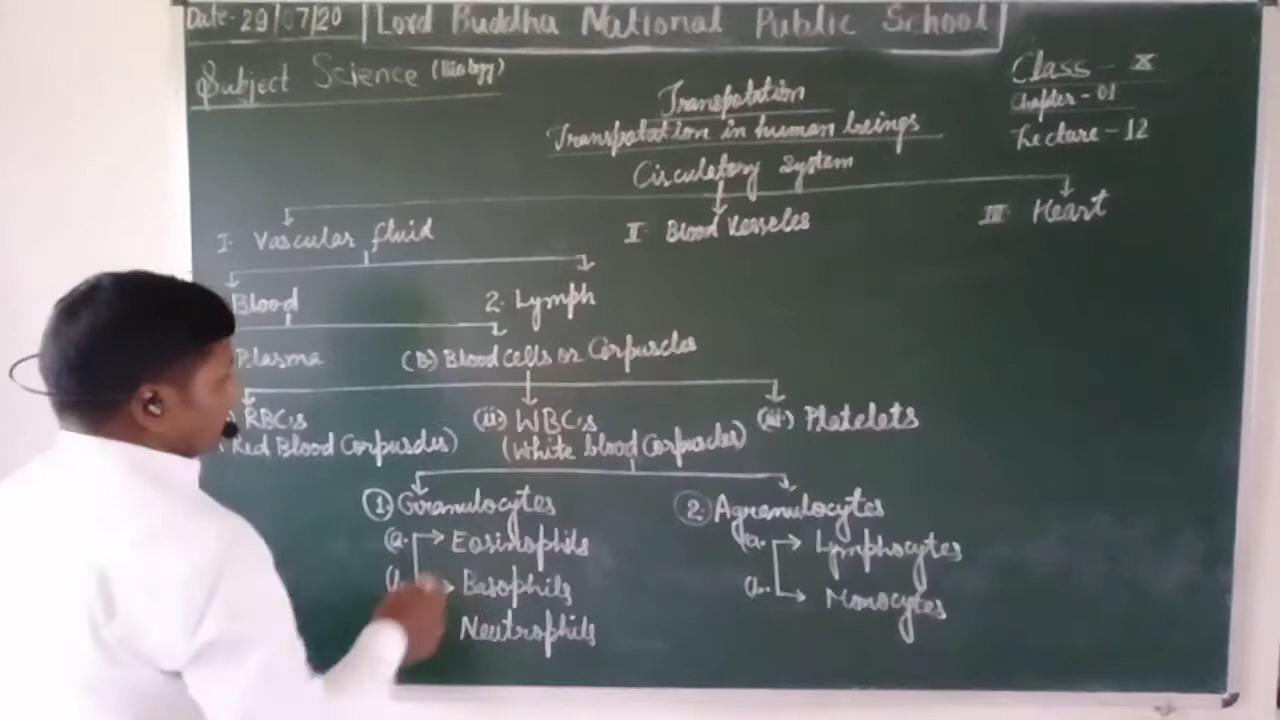 Date- 29/07/20 Lord Buddha National Public School
Subject Science (Biology)
Class - X
Chapter - 01
Lecture - 12
Transpotation
Transpotation in human beings
Circulatory System
I. Vascular fluid II. Blood Vesseles III. Heart
Blood 2. Lymph
Plasma (B) Blood cells or Corpuscles
) RBC's (ii) WBC's (iii) Platelets
(Red Blood Corpuscles) (White blood Corpuscles)
1. Granulocytes 2. Agranulocytes
(a. Eosinophils (a. Lymphocytes
(b. Basophils (b. Monocytes
Neutrophils